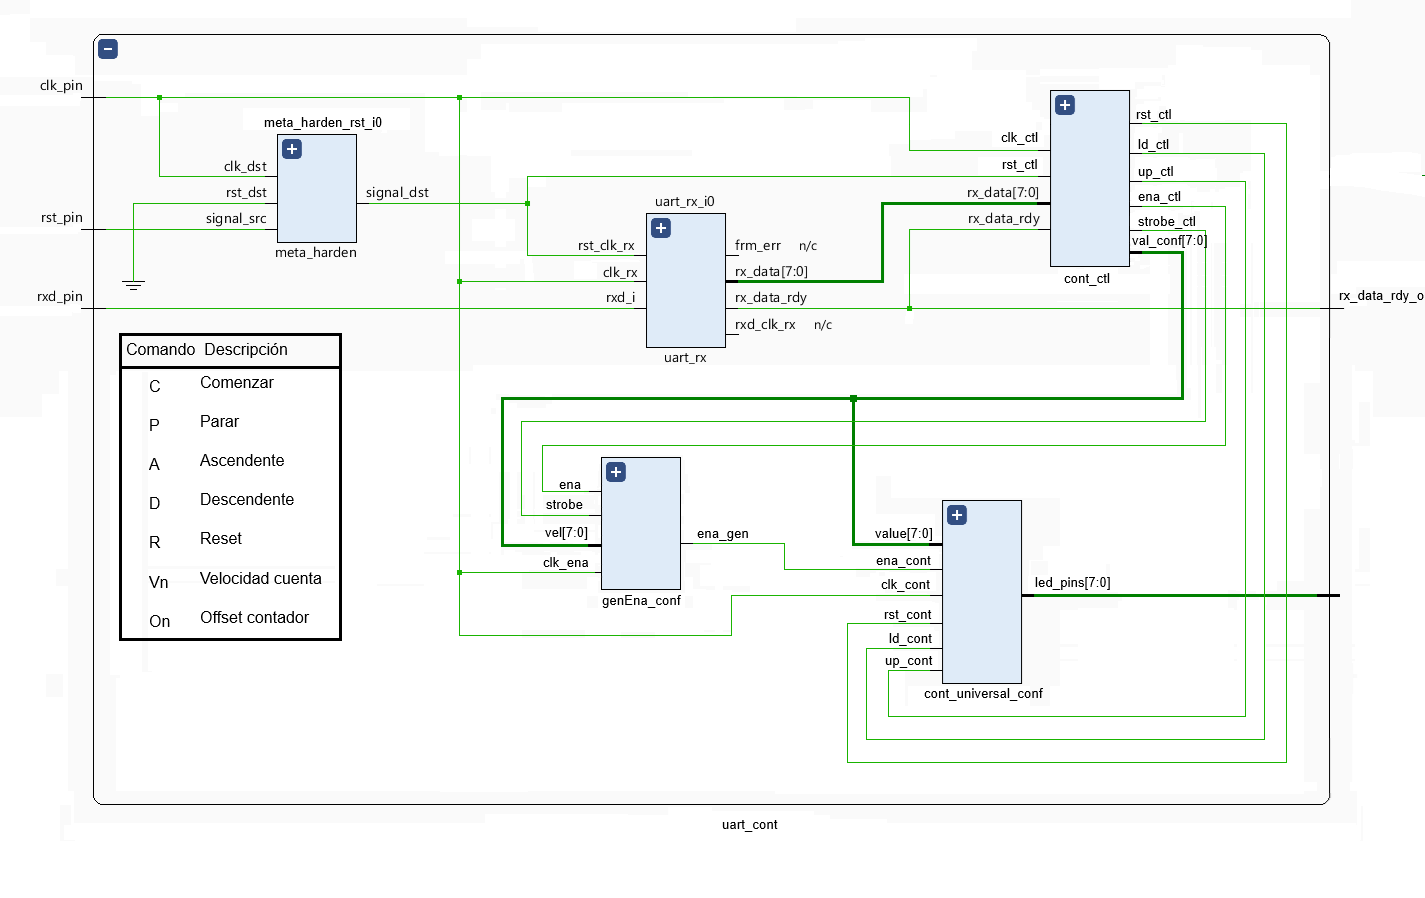 clk_pin
meta_harden_rst_i0
clk_dst
rst_dst
signal_src
signal_dst
meta_harden
rst_pin
rxd_pin
uart_rx_i0
rst_clk_rx
clk_rx
rxd_i
frm_err n/c
rx_data[7:0]
rx_data_rdy
rxd_clk_rx n/c
uart_rx
clk_ctl
rst_ctl
rx_data[7:0]
rx_data_rdy
rst_ctl
ld_ctl
up_ctl
ena_ctl
strobe_ctl
val_conf[7:0]
cont_ctl
rx_data_rdy_o
Comando Descripción
C Comenzar
P Parar
A Ascendente
D Descendente
R Reset
Vn Velocidad cuenta
On Offset contador
ena
strobe
vel[7:0]
clk_ena
ena_gen
genEna_conf
value[7:0]
ena_cont
clk_cont
rst_cont
ld_cont
up_cont
led_pins[7:0]
cont_universal_conf
uart_cont